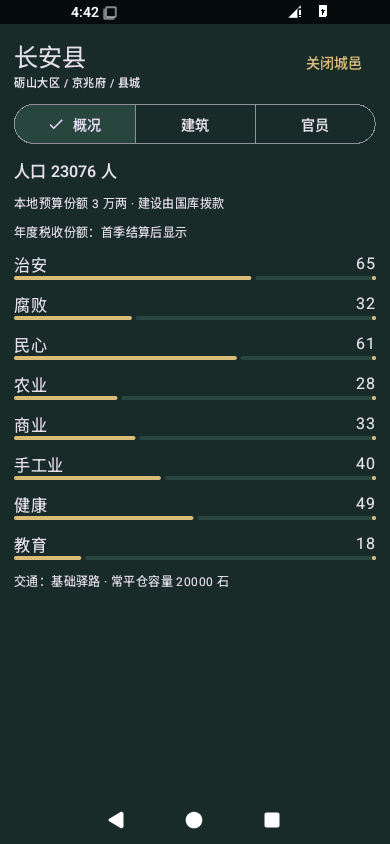 4:42
长安县
关闭城邑
砺山大区 / 京兆府 / 县城
概况
建筑
官员
人口 23076 人
本地预算份额 3 万两 · 建设由国库拨款
年度税收份额：首季结算后显示
治安 65
腐败 32
民心 61
农业 28
商业 33
手工业 40
健康 49
教育 18
交通：基础驿路 · 常平仓容量 20000 石